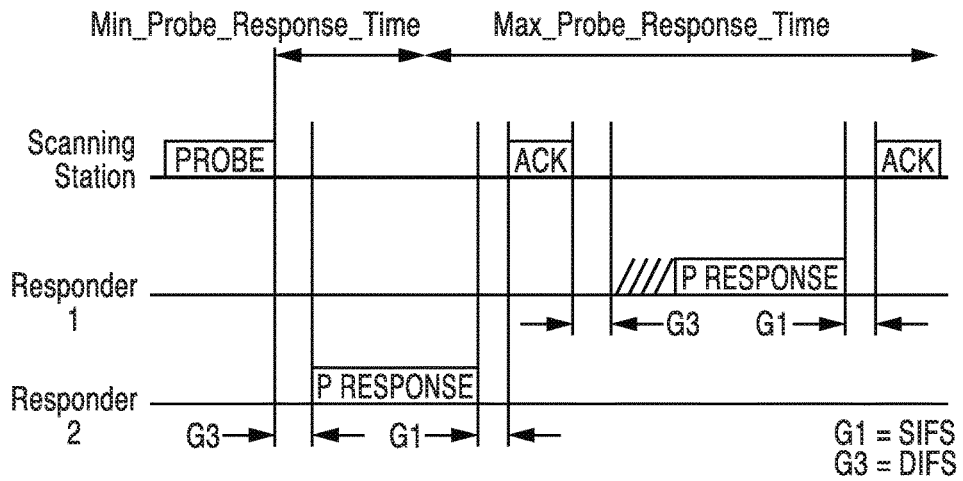 Min_Probe_Response_Time
Max_Probe_Response_Time
Scanning
Station
PROBE
ACK
ACK
Responder
1
P RESPONSE
G3
G1
Responder
2
P RESPONSE
G3
G1
G1 = SIFS
G3 = DIFS